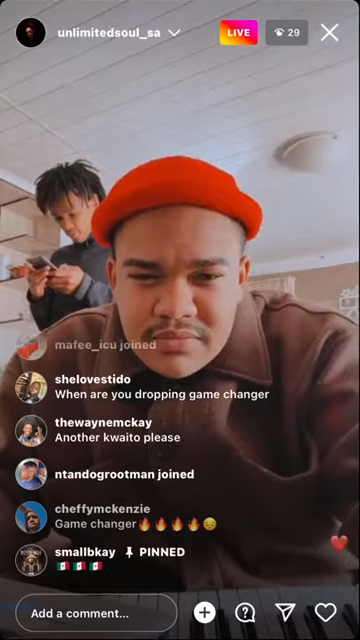 unlimitedsoul_sa
LIVE
29
mafee_icu joined
shelovestido
When are you dropping game changer
thewaynemckay
Another kwaito please
ntandogrootman joined
cheffymckenzie
Game changer🔥🔥🔥🔥😌
smallbkay 📌 PINNED
🇲🇽 🇲🇽 🇲🇽
Add a comment...